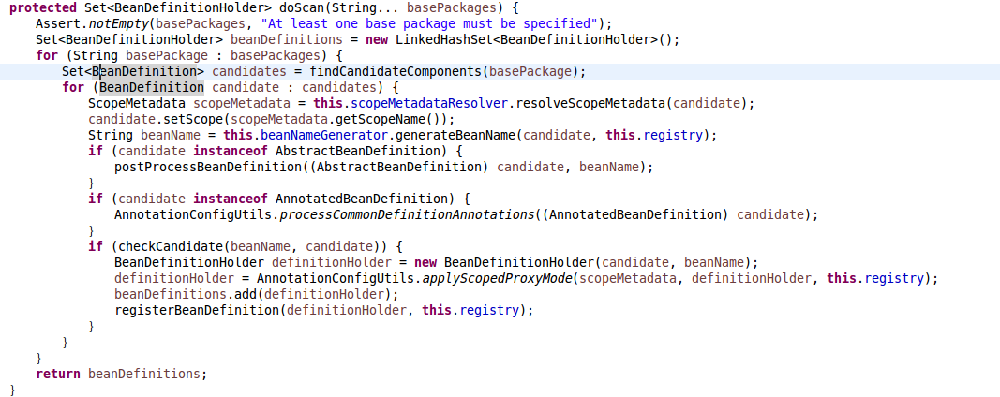 protected Set<BeanDefinitionHolder> doScan(String... basePackages) {
    Assert.notEmpty(basePackages, "At least one base package must be specified");
    Set<BeanDefinitionHolder> beanDefinitions = new LinkedHashSet<BeanDefinitionHolder>();
    for (String basePackage : basePackages) {
        Set<BeanDefinition> candidates = findCandidateComponents(basePackage);
        for (BeanDefinition candidate : candidates) {
            ScopeMetadata scopeMetadata = this.scopeMetadataResolver.resolveScopeMetadata(candidate);
            candidate.setScope(scopeMetadata.getScopeName());
            String beanName = this.beanNameGenerator.generateBeanName(candidate, this.registry);
            if (candidate instanceof AbstractBeanDefinition) {
                postProcessBeanDefinition((AbstractBeanDefinition) candidate, beanName);
            }
            if (candidate instanceof AnnotatedBeanDefinition) {
                AnnotationConfigUtils.processCommonDefinitionAnnotations((AnnotatedBeanDefinition) candidate);
            }
            if (checkCandidate(beanName, candidate)) {
                BeanDefinitionHolder definitionHolder = new BeanDefinitionHolder(candidate, beanName);
                definitionHolder = AnnotationConfigUtils.applyScopedProxyMode(scopeMetadata, definitionHolder, this.registry);
                beanDefinitions.add(definitionHolder);
                registerBeanDefinition(definitionHolder, this.registry);
            }
        }
    }
    return beanDefinitions;
}